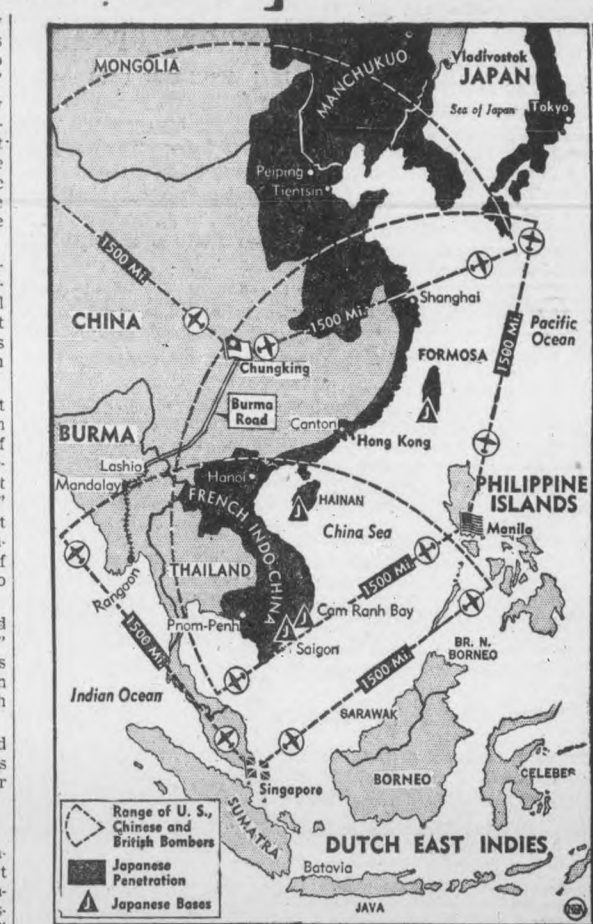 MONGOLIA
MANCHUKUO
Vladivostok
JAPAN
Sea of Japan
Tokyo
Peiping
Tientsin
1500 Mi.
CHINA
1500 Mi.
Shanghai
Chungking
FORMOSA
J
1500 Mi.
Pacific
Ocean
Burma
Road
BURMA
Canton
Hong Kong
Lashio
Mandalay
Hanoi
FRENCH INDO-CHINA
HAINAN
J
PHILIPPINE
ISLANDS
Manila
China Sea
THAILAND
Rangoon
1500 Mi.
Pnom-Penh
Cam Ranh Bay
J
J
Saigon
1500 Mi.
1500 Mi.
BR. N.
BORNEO
Indian Ocean
SARAWAK
BORNEO
CELEBES
Singapore
SUMATRA
DUTCH EAST INDIES
Batavia
JAVA
Range of U. S.,
Chinese and
British Bombers
Japanese
Penetration
J Japanese Bases
NEA